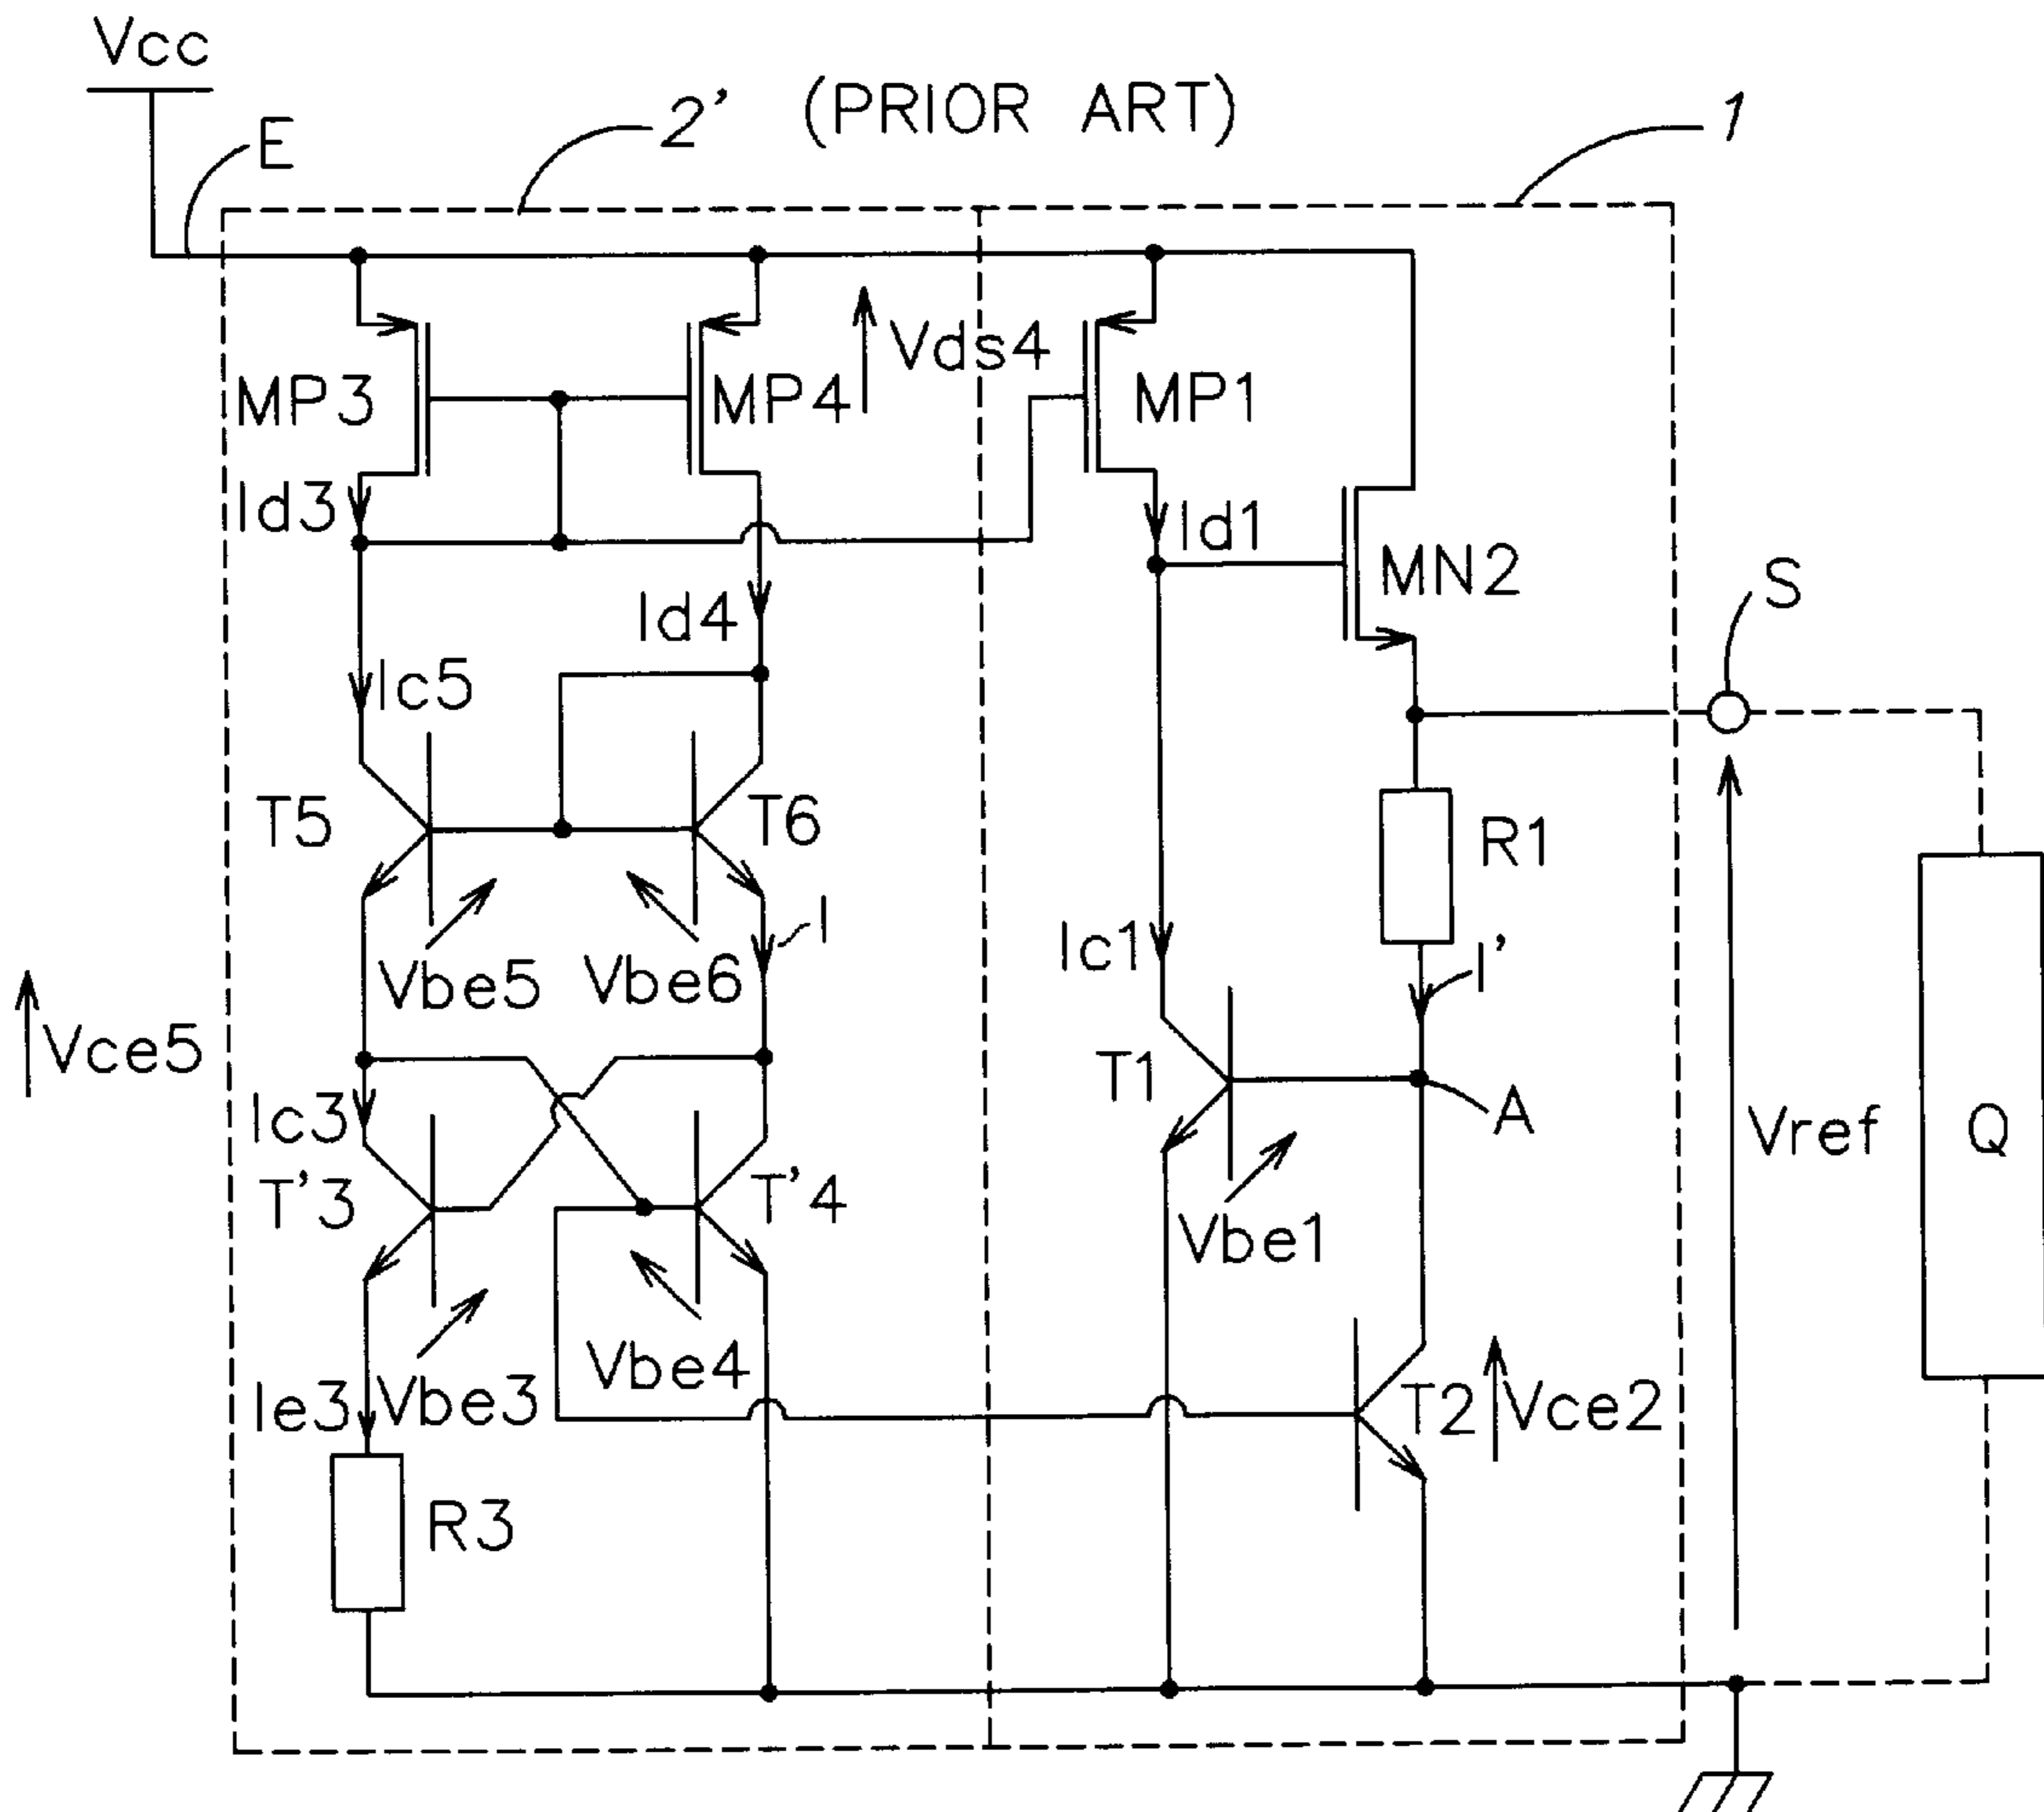 Vcc
2' (PRIOR ART) 1
E
MP3 MP4 Vds4 MP1
Id3 Id1
MN2 S
Id4
Ic5
T5 T6 R1
Vbe5 Vbe6 I Ic1 I'
Vce5 T1 A Vref Q
Ic3
T'3 T'4 Vbe1
Ie3 Vbe3 Vbe4 T2 Vce2
R3